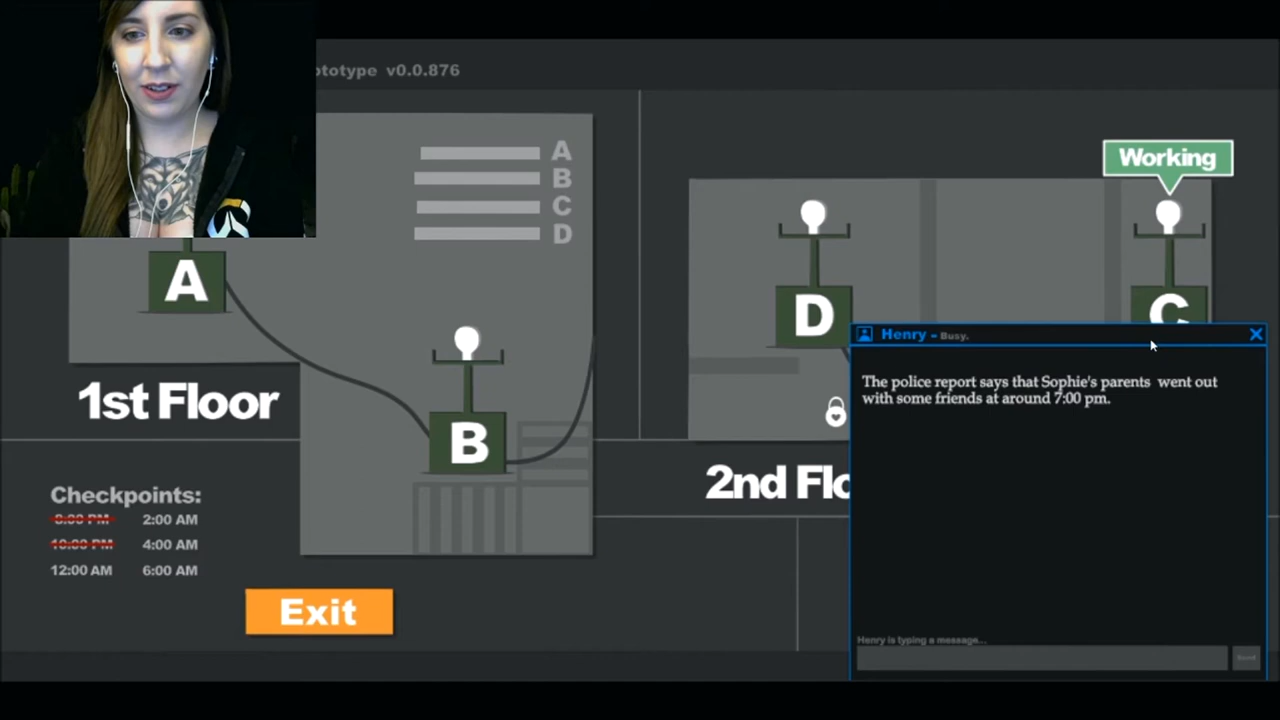 ototype v0.0.876
A
B
C
D
Working
A
B
D
C
Henry - Busy.
The police report says that Sophie's parents went out
with some friends at around 7:00 pm.
1st Floor
2nd Flo
Checkpoints:
8:00 PM 2:00 AM
10:00 PM 4:00 AM
12:00 AM 6:00 AM
Exit
Henry is typing a message...
Send